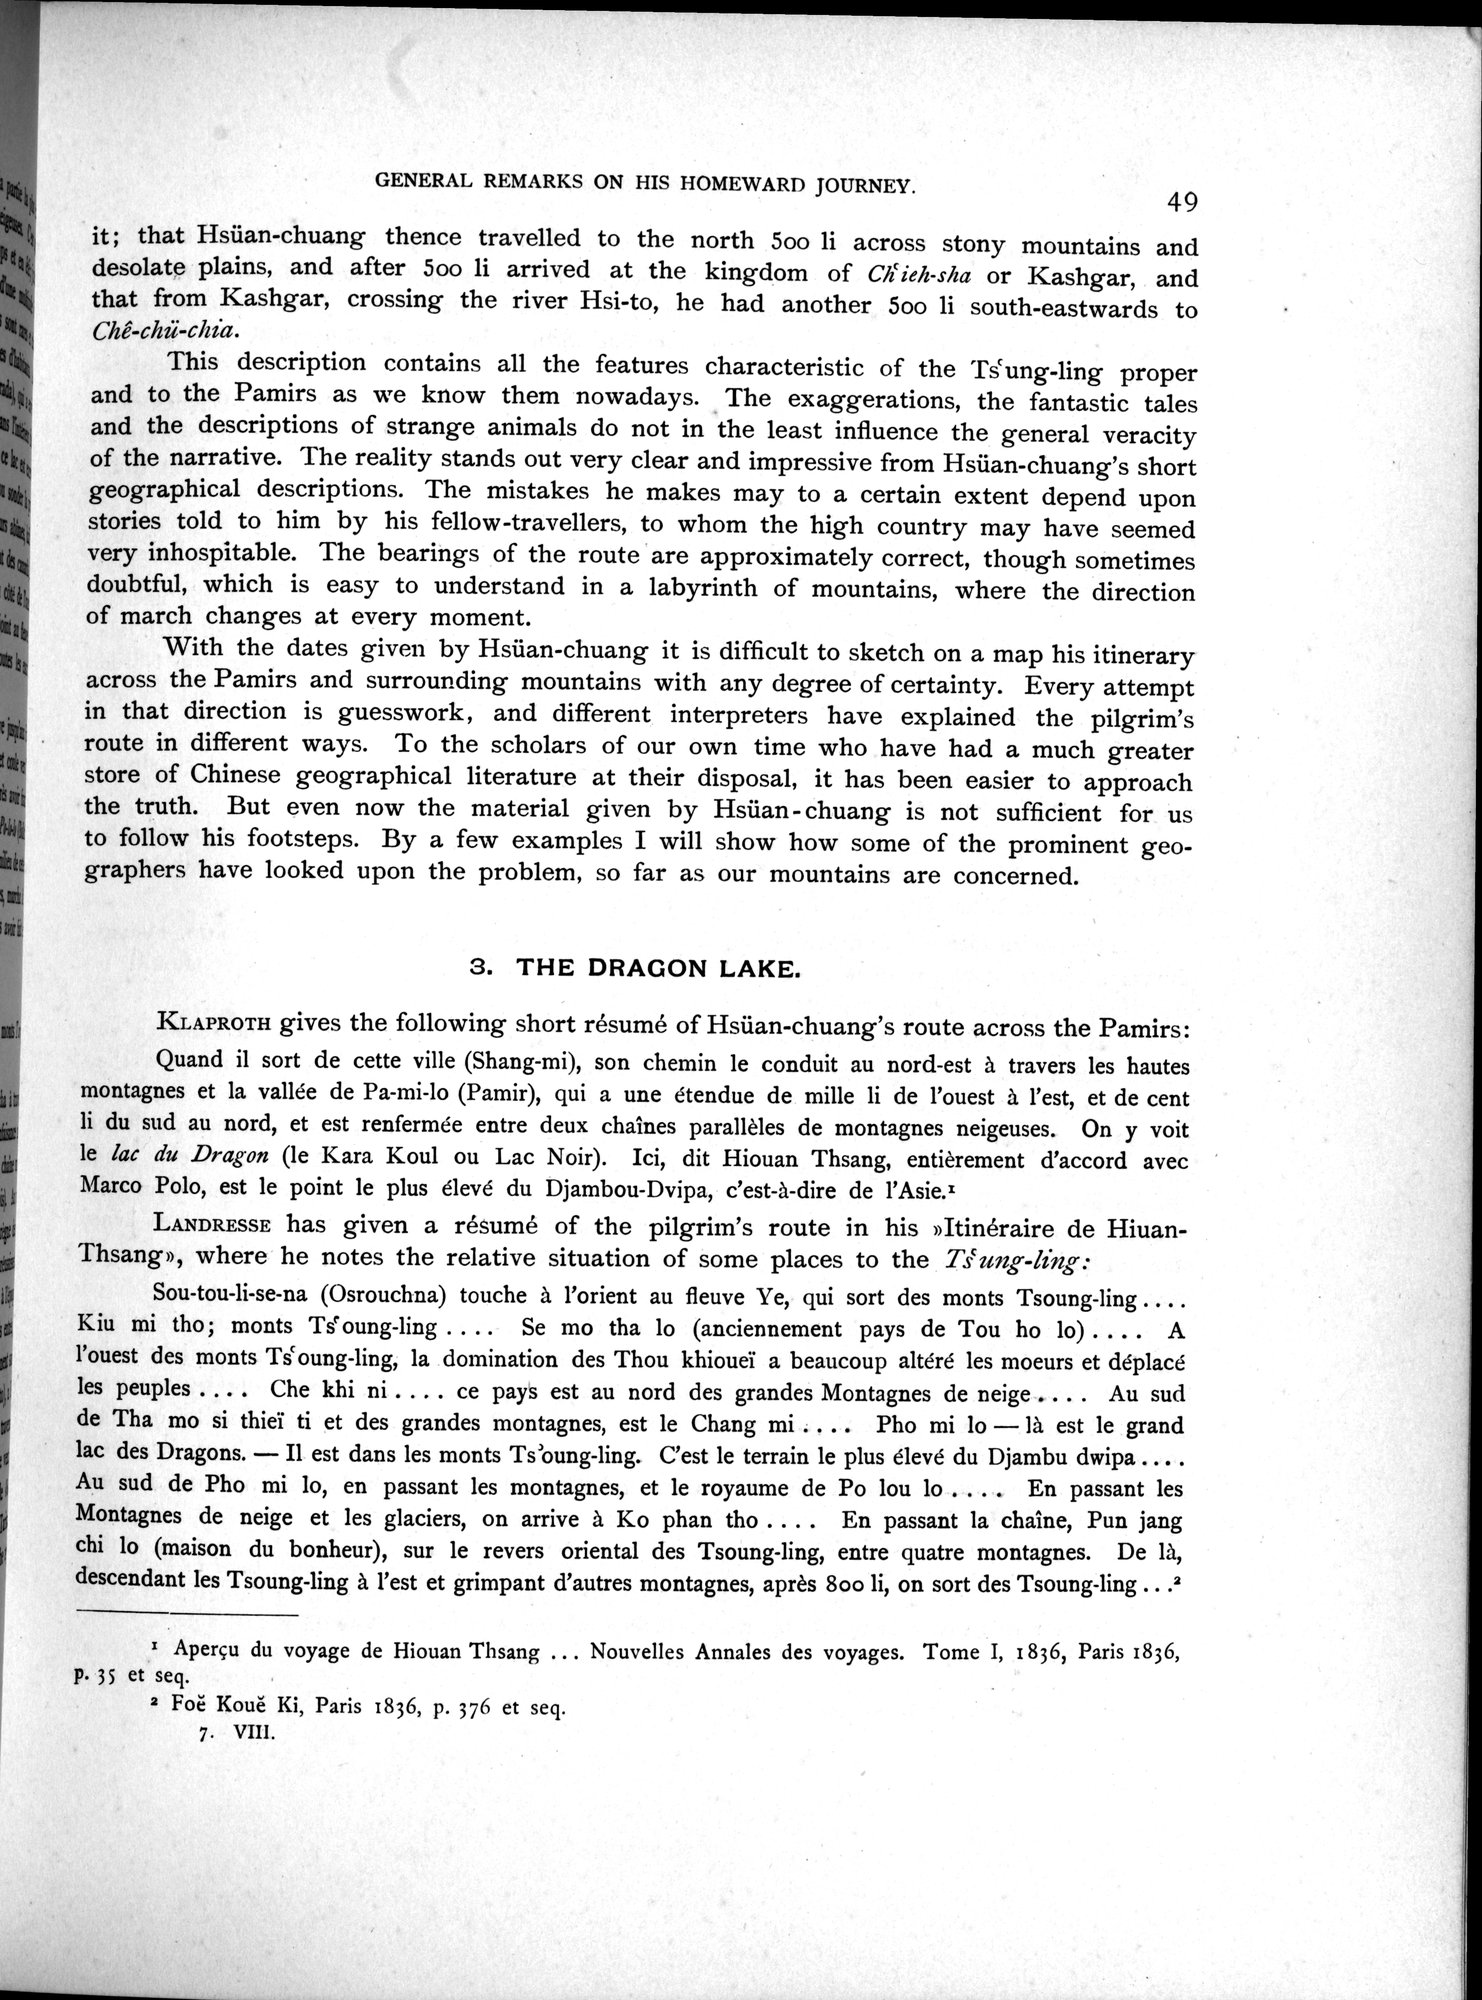 GENERAL REMARKS ON HIS HOMEWARD JOURNEY.
49
it; that Hsüan-chuang thence travelled to the north 500 li across stony mountains and
desolate plains, and after 500 li arrived at the kingdom of Chʿieh-sha or Kashgar, and
that from Kashgar, crossing the river Hsi-to, he had another 500 li south-eastwards to
Chê-chü-chia.
This description contains all the features characteristic of the Tsʿung-ling proper
and to the Pamirs as we know them nowadays. The exaggerations, the fantastic tales
and the descriptions of strange animals do not in the least influence the general veracity
of the narrative. The reality stands out very clear and impressive from Hsüan-chuang's short
geographical descriptions. The mistakes he makes may to a certain extent depend upon
stories told to him by his fellow-travellers, to whom the high country may have seemed
very inhospitable. The bearings of the route are approximately correct, though sometimes
doubtful, which is easy to understand in a labyrinth of mountains, where the direction
of march changes at every moment.
With the dates given by Hsüan-chuang it is difficult to sketch on a map his itinerary
across the Pamirs and surrounding mountains with any degree of certainty. Every attempt
in that direction is guesswork, and different interpreters have explained the pilgrim's
route in different ways. To the scholars of our own time who have had a much greater
store of Chinese geographical literature at their disposal, it has been easier to approach
the truth. But even now the material given by Hsüan-chuang is not sufficient for us
to follow his footsteps. By a few examples I will show how some of the prominent geo-
graphers have looked upon the problem, so far as our mountains are concerned.
3. THE DRAGON LAKE.
KLAPROTH gives the following short résumé of Hsüan-chuang's route across the Pamirs:
Quand il sort de cette ville (Shang-mi), son chemin le conduit au nord-est à travers les hautes
montagnes et la vallée de Pa-mi-lo (Pamir), qui a une étendue de mille li de l'ouest à l'est, et de cent
li du sud au nord, et est renfermée entre deux chaînes parallèles de montagnes neigeuses. On y voit
le lac du Dragon (le Kara Koul ou Lac Noir). Ici, dit Hiouan Thsang, entièrement d'accord avec
Marco Polo, est le point le plus élevé du Djambou-Dvipa, c'est-à-dire de l'Asie.¹
LANDRESSE has given a résumé of the pilgrim's route in his »Itinéraire de Hiuan-
Thsang», where he notes the relative situation of some places to the Tsʿung-ling:
Sou-tou-li-se-na (Osrouchna) touche à l'orient au fleuve Ye, qui sort des monts Tsoung-ling....
Kiu mi tho; monts Tsʿoung-ling.... Se mo tha lo (anciennement pays de Tou ho lo).... A
l'ouest des monts Tsʿoung-ling, la domination des Thou khioueï a beaucoup altéré les moeurs et déplacé
les peuples.... Che khi ni.... ce pays est au nord des grandes Montagnes de neige.... Au sud
de Tha mo si thieï ti et des grandes montagnes, est le Chang mi.... Pho mi lo — là est le grand
lac des Dragons. — Il est dans les monts Ts'oung-ling. C'est le terrain le plus élevé du Djambu dwipa....
Au sud de Pho mi lo, en passant les montagnes, et le royaume de Po lou lo.... En passant les
Montagnes de neige et les glaciers, on arrive à Ko phan tho.... En passant la chaîne, Pun jang
chi lo (maison du bonheur), sur le revers oriental des Tsoung-ling, entre quatre montagnes. De là,
descendant les Tsoung-ling à l'est et grimpant d'autres montagnes, après 800 li, on sort des Tsoung-ling...²
¹ Aperçu du voyage de Hiouan Thsang ... Nouvelles Annales des voyages. Tome I, 1836, Paris 1836,
p. 35 et seq.
² Foĕ Kouĕ Ki, Paris 1836, p. 376 et seq.
7. VIII.